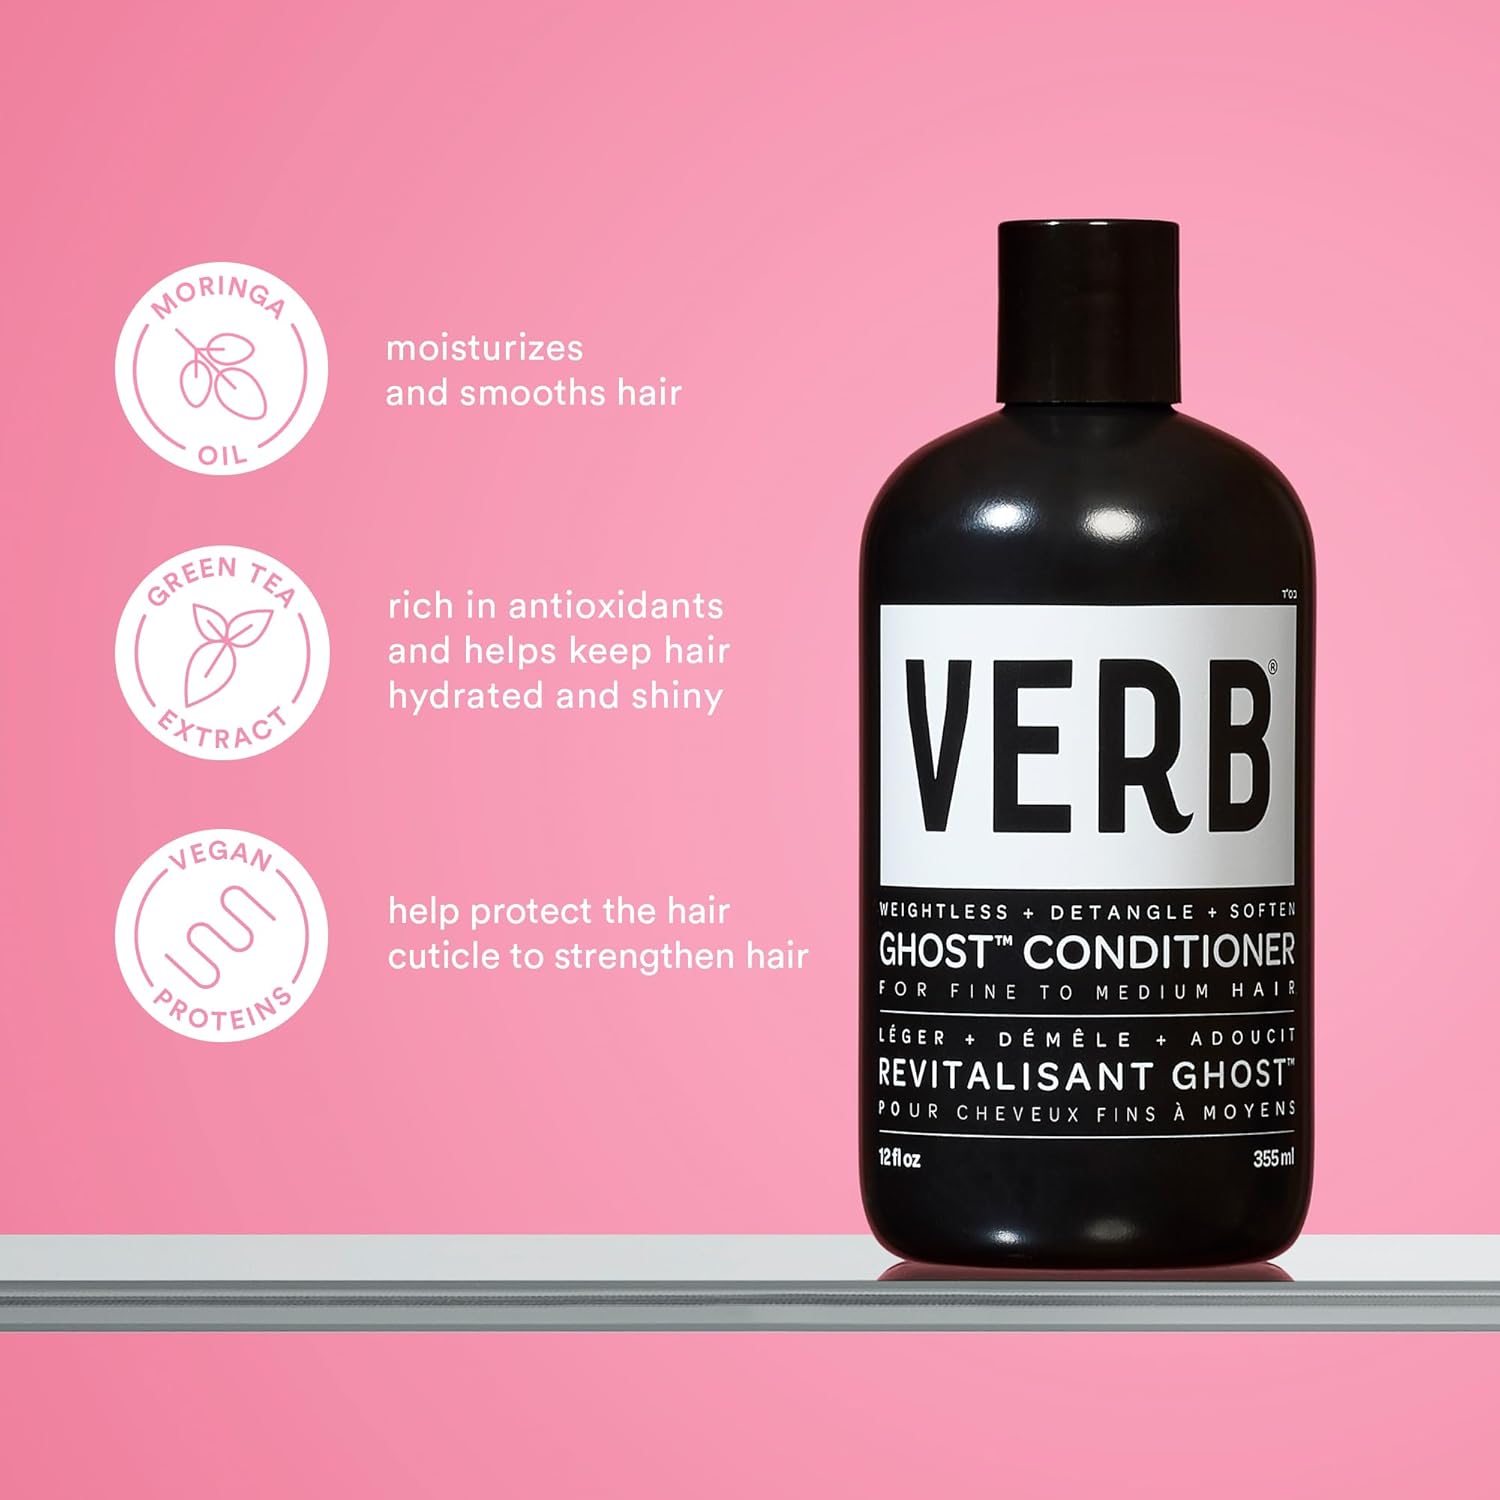 MORINGA
OIL
moisturizes
and smooths hair
GREEN TEA
EXTRACT
rich in antioxidants
and helps keep hair
hydrated and shiny
VEGAN
PROTEINS
help protect the hair
cuticle to strengthen hair
בס"ד
VERB®
WEIGHTLESS + DETANGLE + SOFTEN
GHOST™ CONDITIONER
FOR FINE TO MEDIUM HAIR
LÉGER + DÉMÊLE + ADOUCIT
REVITALISANT GHOST™
POUR CHEVEUX FINS À MOYENS
12 fl oz 355 ml